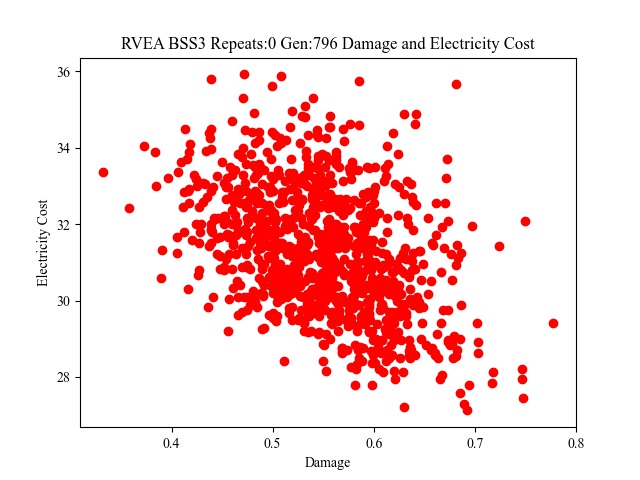 RVEA BSS3 Repeats:0 Gen:796 Damage and Electricity Cost
36
34
32
30
28
Electricity Cost
0.4 0.5 0.6 0.7 0.8
Damage